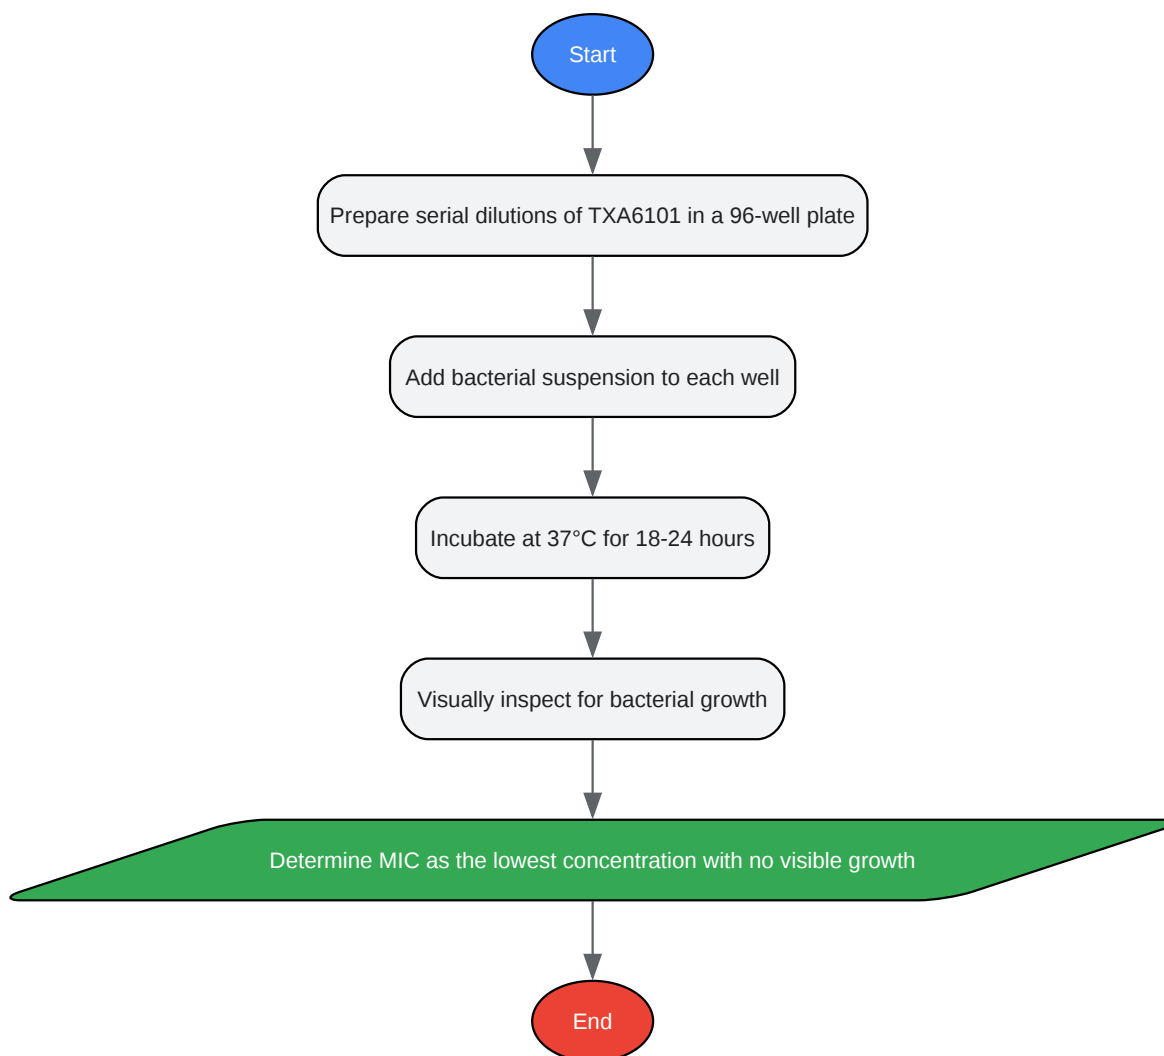 Start
Prepare serial dilutions of TXA6101 in a 96-well plate
Add bacterial suspension to each well
Incubate at 37°C for 18-24 hours
Visually inspect for bacterial growth
Determine MIC as the lowest concentration with no visible growth
End